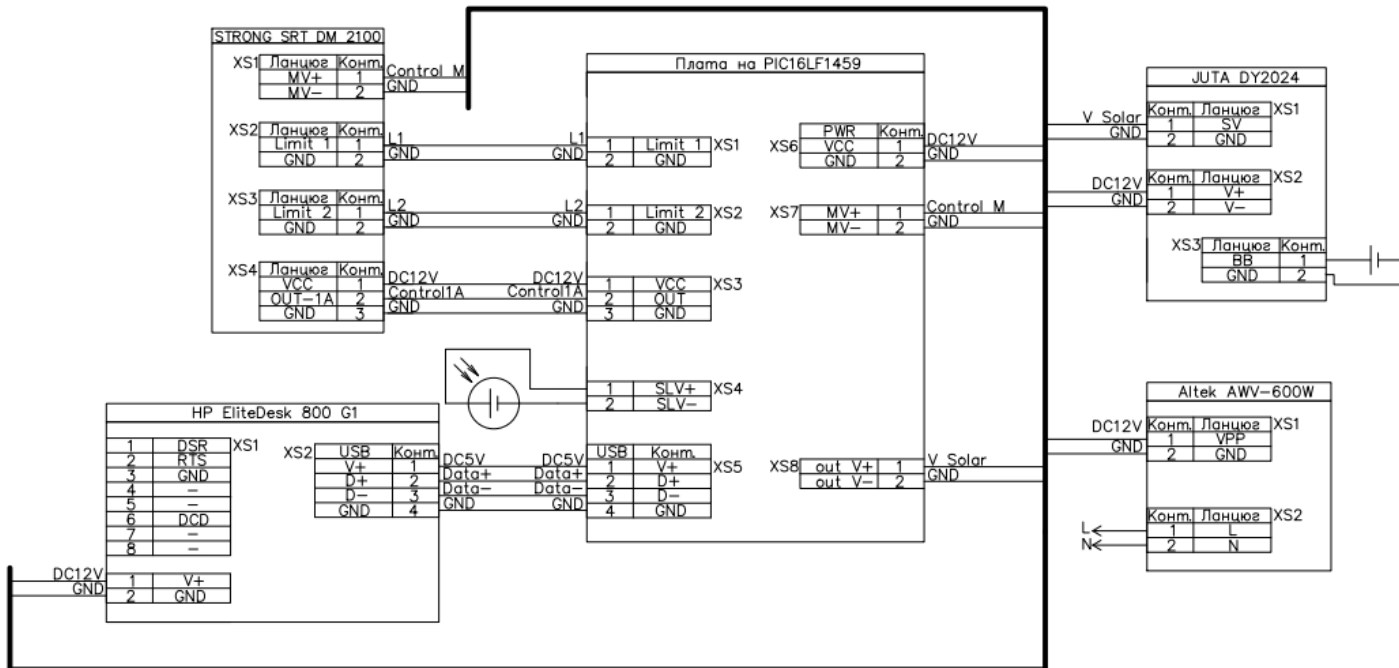 STRONG SRT DM 2100
XS1 Ланцюг Конт.
MV+ 1 Control M
MV- 2 GND
XS2 Ланцюг Конт.
Limit 1 1 L1
GND 2 GND
XS3 Ланцюг Конт.
Limit 2 1 L2
GND 2 GND
XS4 Ланцюг Конт.
VCC 1 DC12V
OUT-1A 2 Control1A
GND 3 GND
Плата на PIC16LF1459
L1 1 Limit 1 XS1
GND 2 GND
L2 1 Limit 2 XS2
GND 2 GND
DC12V 1 VCC XS3
Control1A 2 OUT
GND 3 GND
1 SLV+ XS4
2 SLV-
USB Конт.
DC5V 1 V+ XS5
Data+ 2 D+
Data- 3 D-
GND 4 GND
PWR Конт.
XS6 VCC 1 DC12V
GND 2 GND
XS7 MV+ 1 Control M
MV- 2 GND
XS8 out V+ 1 V Solar
out V- 2 GND
HP EliteDesk 800 G1
1 DSR XS1
2 RTS
3 GND
4 -
5 -
6 DCD
7 -
8 -
DC12V 1 V+
GND 2 GND
XS2 USB Конт.
V+ 1 DC5V
D+ 2 Data+
D- 3 Data-
GND 4 GND
JUTA DY2024
Конт. Ланцюг XS1
V Solar 1 SV
GND 2 GND
Конт. Ланцюг XS2
DC12V 1 V+
GND 2 V-
XS3 Ланцюг Конт.
BB 1
GND 2
Altek AWV-600W
Конт. Ланцюг XS1
DC12V 1 VPP
GND 2 GND
Конт. Ланцюг XS2
L 1 L
N 2 N